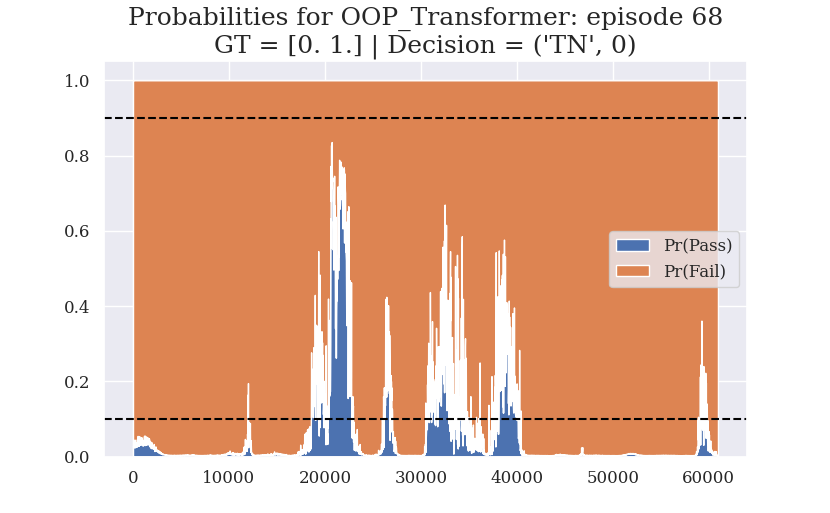 Probabilities for OOP_Transformer: episode 68
GT = [0. 1.] | Decision = ('TN', 0)
1.0
0.8
0.6
0.4
0.2
0.0
Pr(Pass)
Pr(Fail)
0 10000 20000 30000 40000 50000 60000